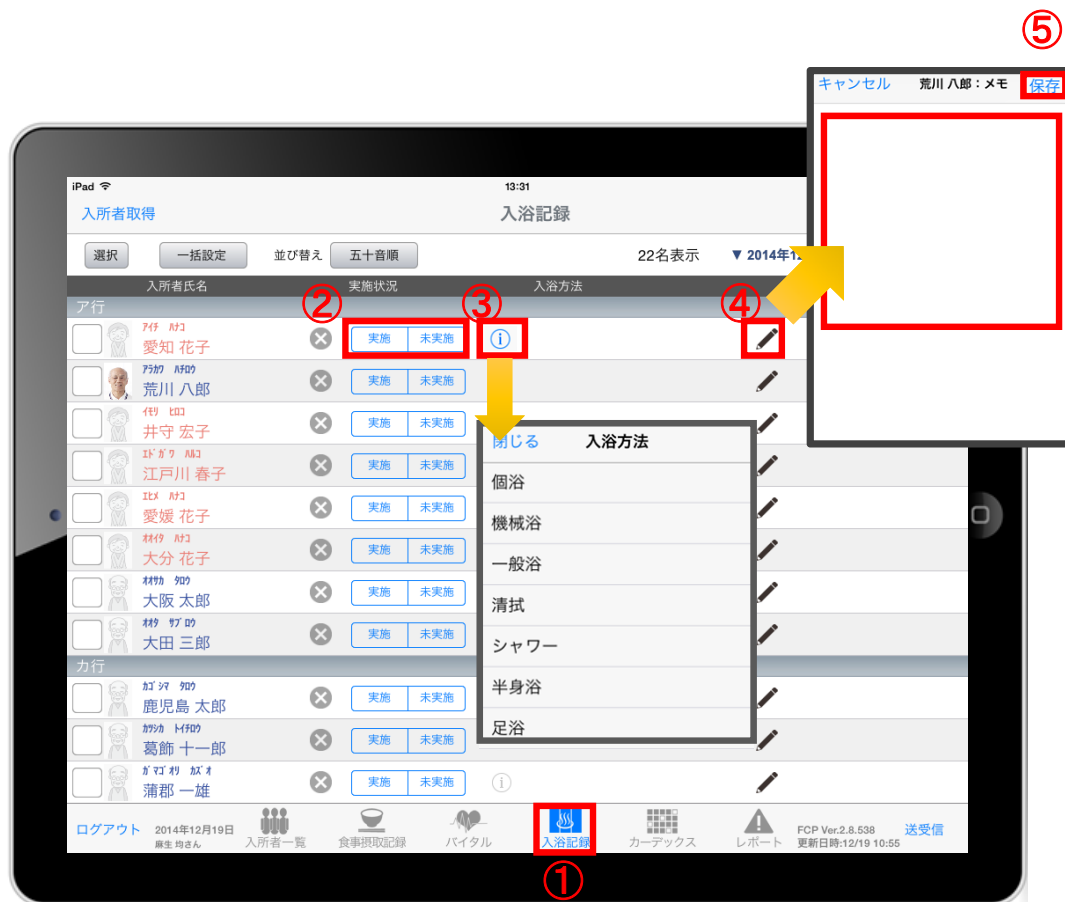 ⑤
キャンセル 荒川 八郎：メモ 保存
iPad 13:31
入所者取得 入浴記録
選択 一括設定 並び替え 五十音順 22名表示 ▼ 2014年12
入所者氏名 実施状況 入浴方法
② ③ ④
ア行
ｱｲﾁ ﾊﾅｺ
愛知 花子 実施 未実施 i
ｱﾗｶﾜ ﾊﾁﾛｳ
荒川 八郎 実施 未実施
ｲﾓﾘ ﾋﾛｺ
井守 宏子 実施 未実施
ｴﾄﾞｶﾞﾜ ﾊﾙｺ
江戸川 春子 実施 未実施
ｴﾋﾒ ﾊﾅｺ
愛媛 花子 実施 未実施
ｵｵｲﾀ ﾊﾅｺ
大分 花子 実施 未実施
ｵｵｻｶ ﾀﾛｳ
大阪 太郎 実施 未実施
ｵｵﾀ ｻﾌﾞﾛｳ
大田 三郎 実施 未実施
カ行
ｶｺﾞｼﾏ ﾀﾛｳ
鹿児島 太郎 実施 未実施
ｶﾂｼｶ ﾄｲﾁﾛｳ
葛飾 十一郎 実施 未実施
ｶﾞﾏｺﾞｵﾘ ｶｽﾞｵ
蒲郡 一雄 実施 未実施 i
閉じる 入浴方法
個浴
機械浴
一般浴
清拭
シャワー
半身浴
足浴
ログアウト 2014年12月19日
麻生 均さん
入所者一覧 食事摂取記録 バイタル 入浴記録 カーデックス レポート
FCP Ver.2.8.538
更新日時:12/19 10:55
送受信
①